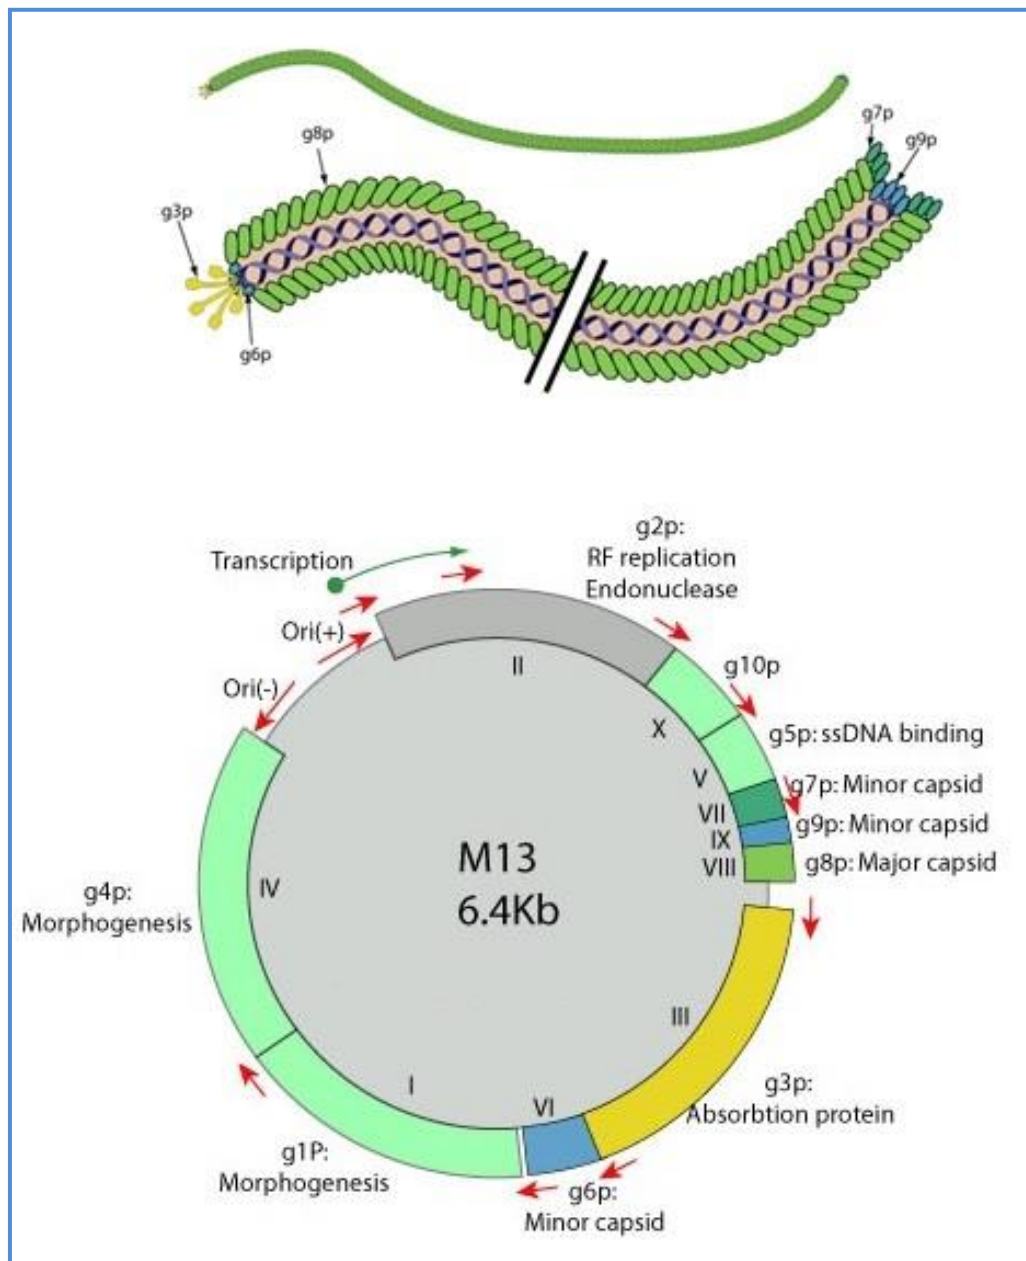 g7p
g9p
g8p
g3p
g6p
g2p:
RF replication
Endonuclease
Transcription
Ori(+)
Ori(-)
II
g10p
X
g5p: ssDNA binding
V
g7p: Minor capsid
VII
g9p: Minor capsid
IX
g8p: Major capsid
VIII
M13
6.4Kb
g4p:
Morphogenesis
IV
III
g3p:
Absorbtion protein
I
VI
g1P:
Morphogenesis
g6p:
Minor capsid